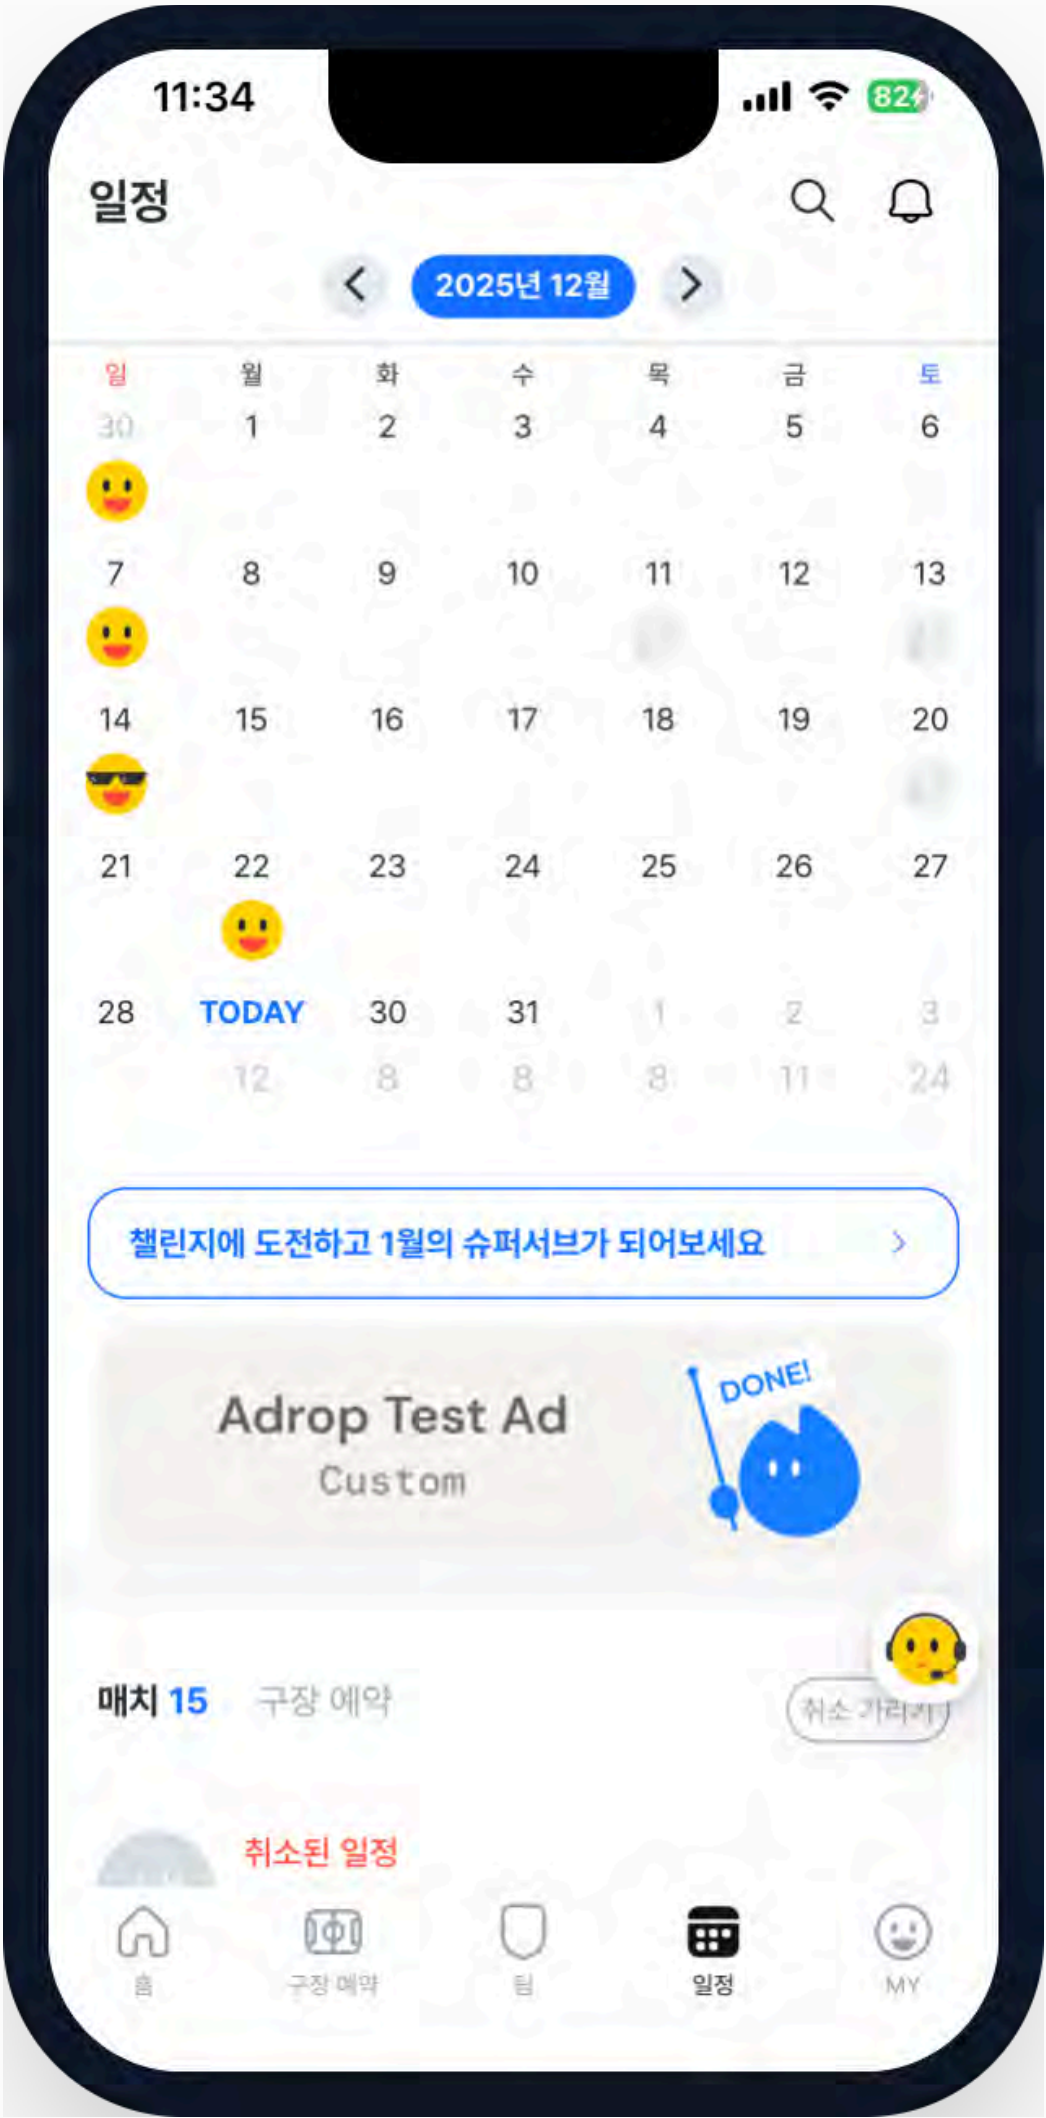 11:34 82
일정
2025년 12월
일 월 화 수 목 금 토
30 1 2 3 4 5 6
7 8 9 10 11 12 13
14 15 16 17 18 19 20
21 22 23 24 25 26 27
28 TODAY 30 31 1 2 3
12 8 8 8 11 24
챌린지에 도전하고 1월의 슈퍼서브가 되어보세요
Adrop Test Ad
Custom
DONE!
매치 15 구장 예약 취소 가리기
취소된 일정
홈 구장 예약 팀 일정 MY